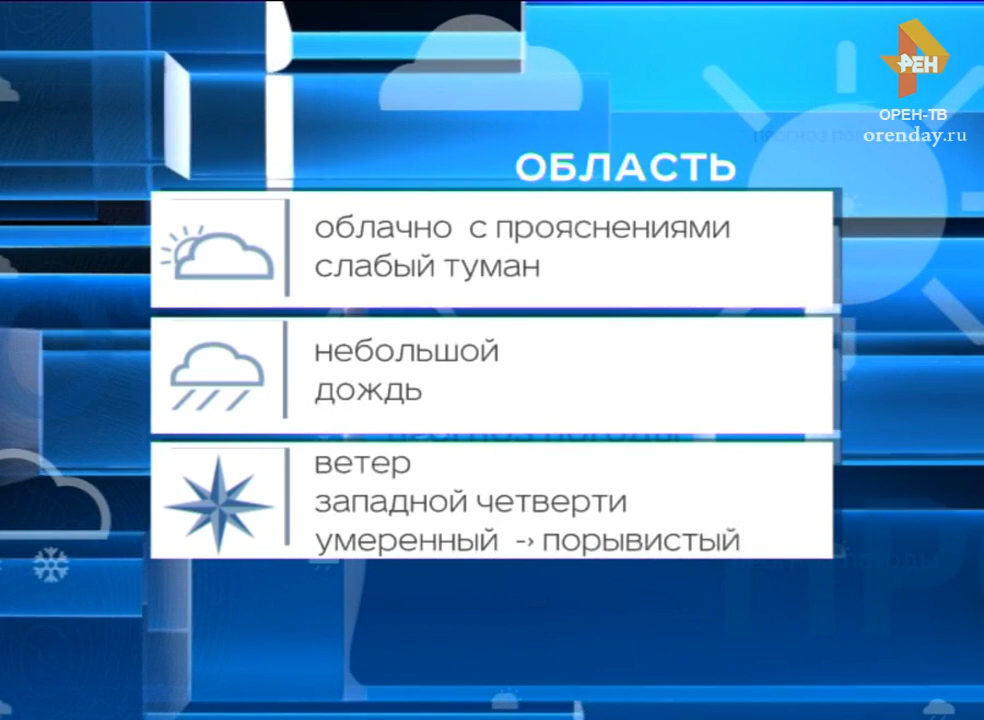 РЕН
ОРЕН-ТВ
orenday.ru
ОБЛАСТЬ
облачно с прояснениями
слабый туман
небольшой
дождь
ветер
западной четверти
умеренный -› порывистый